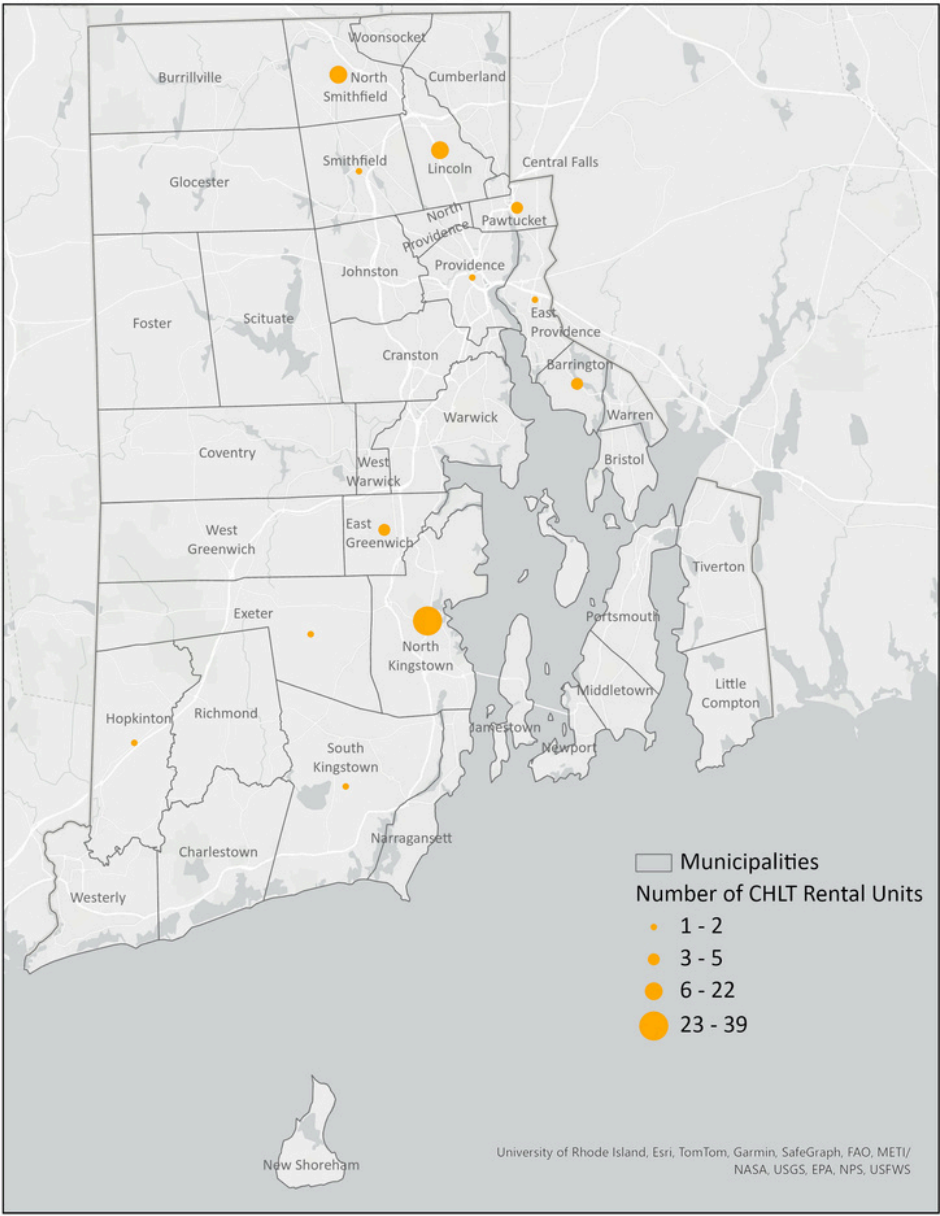 Woonsocket
Burrillville
North
Smithfield
Cumberland
Smithfield
Lincoln
Central Falls
Glocester
North
Providence
Pawtucket
Johnston
Providence
Foster
Scituate
East
Providence
Cranston
Barrington
Warwick
Warren
Coventry
West
Warwick
Bristol
West
Greenwich
East
Greenwich
Tiverton
Exeter
Portsmouth
North
Kingstown
Little
Compton
Middletown
Hopkinton
Richmond
Jamestown
Newport
South
Kingstown
Narragansett
Charlestown
Westerly
Municipalities
Number of CHLT Rental Units
1 - 2
3 - 5
6 - 22
23 - 39
New Shoreham
University of Rhode Island, Esri, TomTom, Garmin, SafeGraph, FAO, METI/
NASA, USGS, EPA, NPS, USFWS